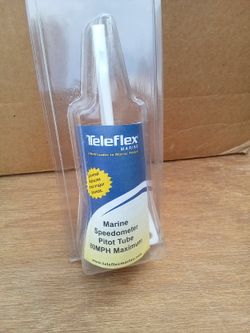 Teleflex
MARINE
Marine
Speedometer
Pitot Tube
80MPH Maximum
www.teleflexmarine.com